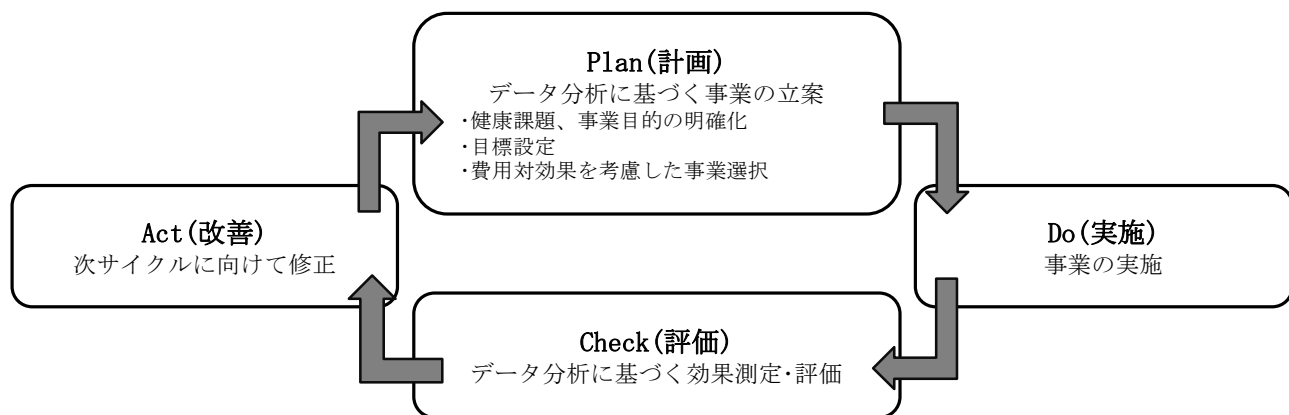 Plan(計画)
データ分析に基づく事業の立案
･健康課題、事業目的の明確化
･目標設定
･費用対効果を考慮した事業選択
Act(改善)
次サイクルに向けて修正
Do(実施)
事業の実施
Check(評価)
データ分析に基づく効果測定･評価